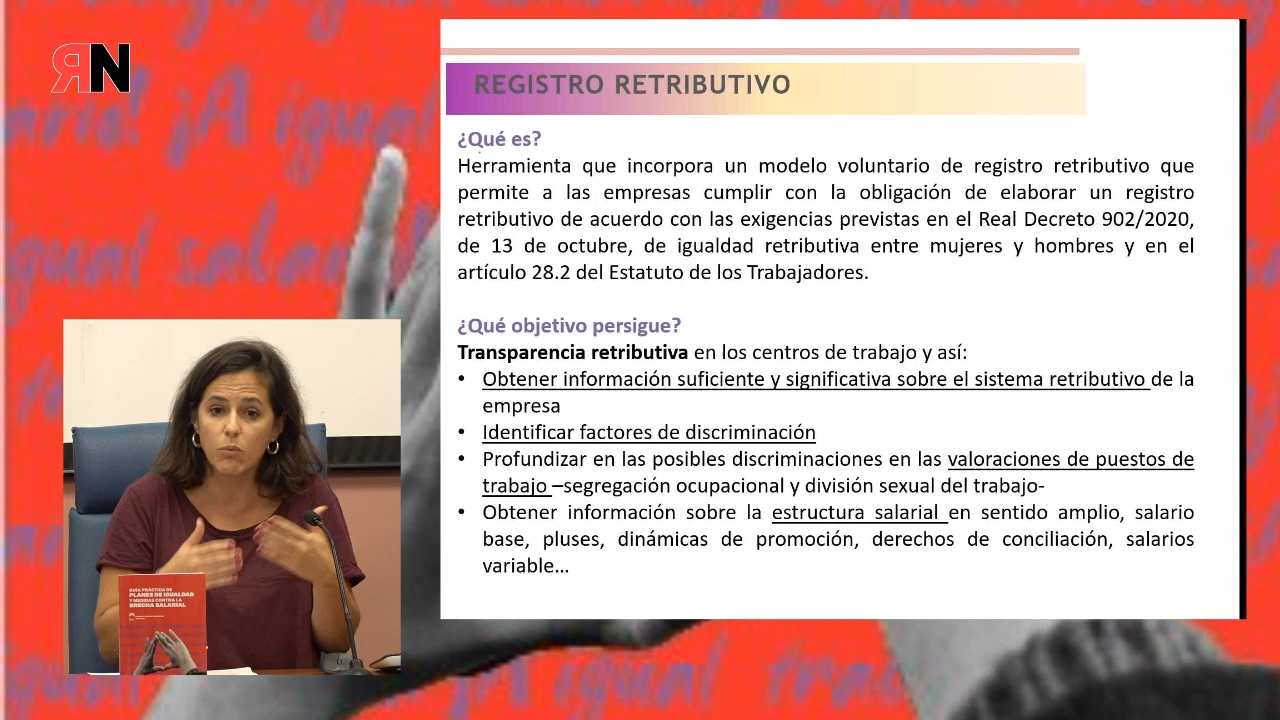 ЯN
REGISTRO RETRIBUTIVO
¿Qué es?
Herramienta que incorpora un modelo voluntario de registro retributivo que
permite a las empresas cumplir con la obligación de elaborar un registro
retributivo de acuerdo con las exigencias previstas en el Real Decreto 902/2020,
de 13 de octubre, de igualdad retributiva entre mujeres y hombres y en el
artículo 28.2 del Estatuto de los Trabajadores.
¿Qué objetivo persigue?
Transparencia retributiva en los centros de trabajo y así:
• Obtener información suficiente y significativa sobre el sistema retributivo de la
empresa
• Identificar factores de discriminación
• Profundizar en las posibles discriminaciones en las valoraciones de puestos de
trabajo –segregación ocupacional y división sexual del trabajo-
• Obtener información sobre la estructura salarial en sentido amplio, salario
base, pluses, dinámicas de promoción, derechos de conciliación, salarios
variable…
GUÍA PRÁCTICA DE
PLANES DE IGUALDAD
Y MEDIDAS CONTRA LA
BRECHA SALARIAL
¡A igual
igual
¡A igual